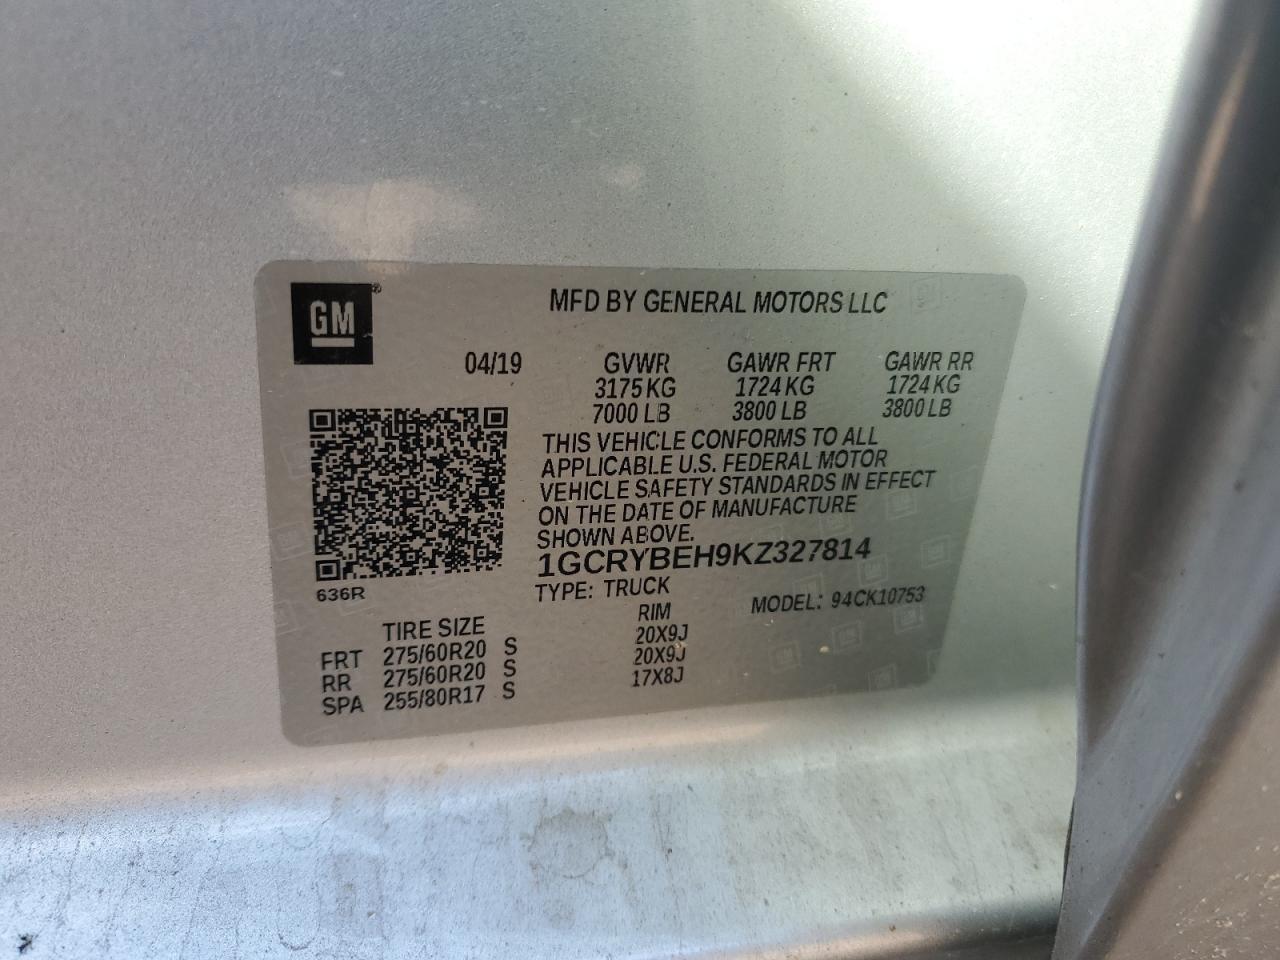 GM®
MFD BY GENERAL MOTORS LLC
04/19 GVWR GAWR FRT GAWR RR
3175 KG 1724 KG 1724 KG
7000 LB 3800 LB 3800 LB
THIS VEHICLE CONFORMS TO ALL
APPLICABLE U.S. FEDERAL MOTOR
VEHICLE SAFETY STANDARDS IN EFFECT
ON THE DATE OF MANUFACTURE
SHOWN ABOVE.
1GCRYBEH9KZ327814
636R
TYPE: TRUCK MODEL: 94CK10753
TIRE SIZE RIM
FRT 275/60R20 S 20X9J
RR 275/60R20 S 20X9J
SPA 255/80R17 S 17X8J